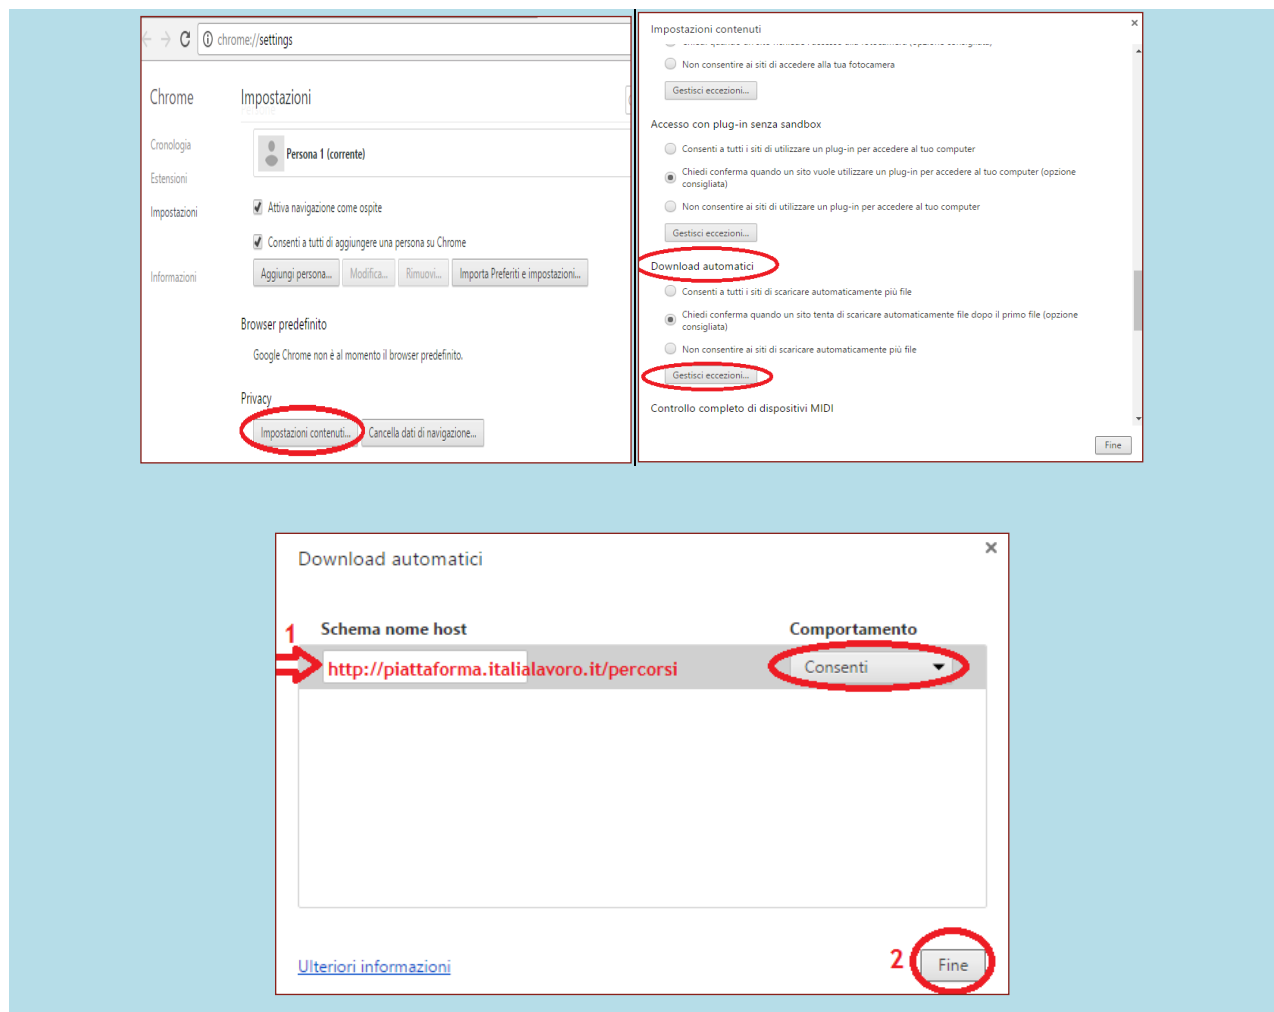 chrome://settings
Chrome
Impostazioni
Cronologia
Estensioni
Impostazioni
Informazioni
Persona 1 (corrente)
Attiva navigazione come ospite
Consenti a tutti di aggiungere una persona su Chrome
Aggiungi persona... Modifica... Rimuovi... Importa Preferiti e impostazioni...
Browser predefinito
Google Chrome non è al momento il browser predefinito.
Privacy
Impostazioni contenuti... Cancella dati di navigazione...
Impostazioni contenuti
Non consentire ai siti di accedere alla tua fotocamera
Gestisci eccezioni...
Accesso con plug-in senza sandbox
Consenti a tutti i siti di utilizzare un plug-in per accedere al tuo computer
Chiedi conferma quando un sito vuole utilizzare un plug-in per accedere al tuo computer (opzione
consigliata)
Non consentire ai siti di utilizzare un plug-in per accedere al tuo computer
Gestisci eccezioni...
Download automatici
Consenti a tutti i siti di scaricare automaticamente più file
Chiedi conferma quando un sito tenta di scaricare automaticamente file dopo il primo file (opzione
consigliata)
Non consentire ai siti di scaricare automaticamente più file
Gestisci eccezioni...
Controllo completo di dispositivi MIDI
Fine
Download automatici
1 Schema nome host Comportamento
http://piattaforma.italialavoro.it/percorsi Consenti
Ulteriori informazioni
2 Fine